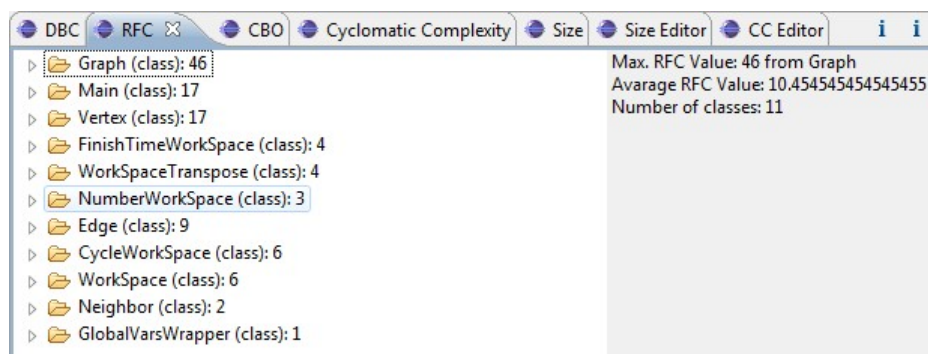 DBC RFC CBO Cyclomatic Complexity Size Size Editor CC Editor i i
Graph (class): 46
Main (class): 17
Vertex (class): 17
FinishTimeWorkSpace (class): 4
WorkSpaceTranspose (class): 4
NumberWorkSpace (class): 3
Edge (class): 9
CycleWorkSpace (class): 6
WorkSpace (class): 6
Neighbor (class): 2
GlobalVarsWrapper (class): 1
Max. RFC Value: 46 from Graph
Avarage RFC Value: 10.454545454545455
Number of classes: 11